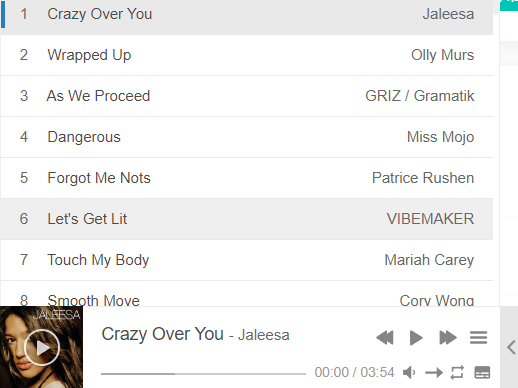 1 Crazy Over You Jaleesa
2 Wrapped Up Olly Murs
3 As We Proceed GRIZ / Gramatik
4 Dangerous Miss Mojo
5 Forgot Me Nots Patrice Rushen
6 Let's Get Lit VIBEMAKER
7 Touch My Body Mariah Carey
8 Smooth Move Cory Wong
JALEESA
Crazy Over You - Jaleesa
00:00 / 03:54